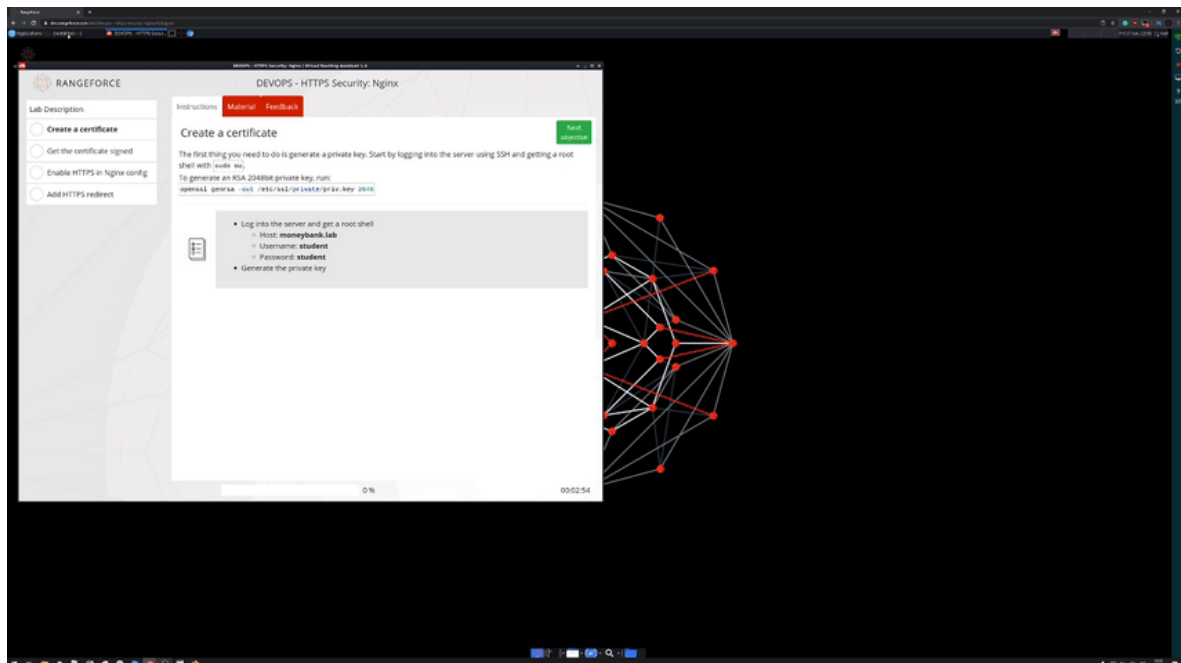 DEVOPS - HTTPS Security: Nginx | Virtual Teaching Assistant
RANGEFORCE
DEVOPS - HTTPS Security: Nginx
Lab Description
Create a certificate
Get the certificate signed
Enable HTTPS in Nginx config
Add HTTPS redirect
Instructions Material Feedback
Create a certificate
Next
objective
The first thing you need to do is generate a private key. Start by logging into the server using SSH and getting a root
shell with sudo su.
To generate an RSA 2048bit private key, run:
openssl genrsa -out /etc/ssl/private/priv.key 2048
Log into the server and get a root shell
Host: moneybank.lab
Username: student
Password: student
Generate the private key
0 %
00:02:54